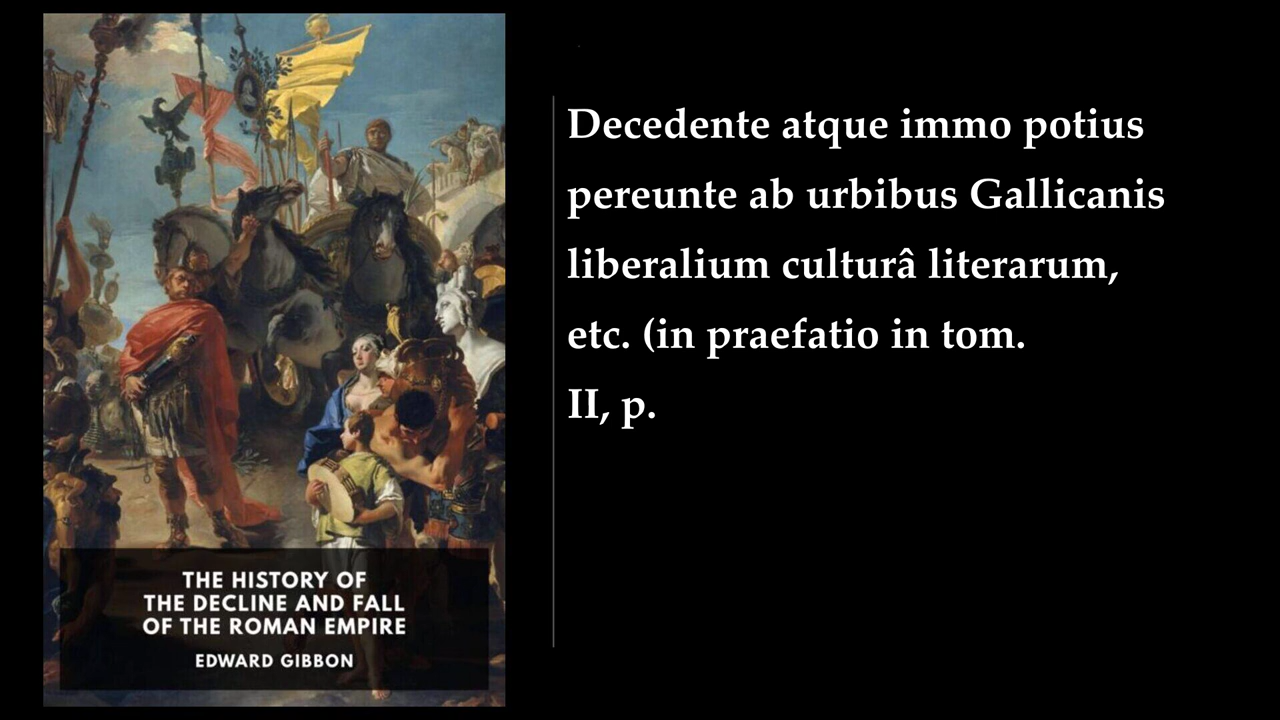 Decedente atque immo potius
pereunte ab urbibus Gallicanis
liberalium culturâ literarum,
etc. (in praefatio in tom.
II, p.
THE HISTORY OF
THE DECLINE AND FALL
OF THE ROMAN EMPIRE
EDWARD GIBBON